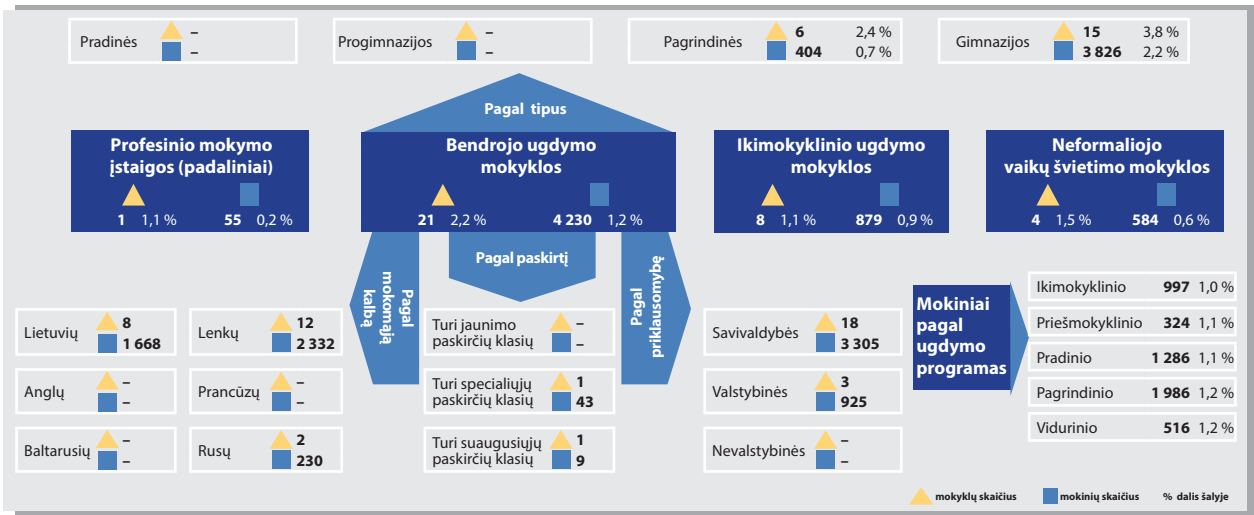 Pradinės
–
–
Progimnazijos
–
–
Pagrindinės
6 2,4 %
404 0,7 %
Gimnazijos
15 3,8 %
3 826 2,2 %
Pagal tipus
Profesinio mokymo
įstaigos (padaliniai)
1 1,1 % 55 0,2 %
Bendrojo ugdymo
mokyklos
21 2,2 % 4 230 1,2 %
Ikimokyklinio ugdymo
mokyklos
8 1,1 % 879 0,9 %
Neformaliojo
vaikų švietimo mokyklos
4 1,5 % 584 0,6 %
Pagal
mokomąją
kalbą
Pagal paskirtį
Pagal
priklausomybę
Lietuvių
8
1 668
Lenkų
12
2 332
Anglų
–
–
Prancūzų
–
–
Baltarusių
–
–
Rusų
2
230
Turi jaunimo
paskirčių klasių
–
–
Turi specialiųjų
paskirčių klasių
1
43
Turi suaugusiųjų
paskirčių klasių
1
9
Savivaldybės
18
3 305
Valstybinės
3
925
Nevalstybinės
–
–
Mokiniai
pagal
ugdymo
programas
Ikimokyklinio 997 1,0 %
Priešmokyklinio 324 1,1 %
Pradinio 1 286 1,1 %
Pagrindinio 1 986 1,2 %
Vidurinio 516 1,2 %
mokyklų skaičius mokinių skaičius % dalis šalyje